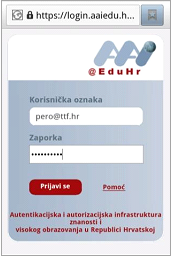 https://login.aaiedu.h...
AAI
@EduHr
Korisnička oznaka
pero@ttf.hr
Zaporka
••••••••••
Prijavi se
Pomoć
Autentikacijska i autorizacijska infrastruktura
znanosti i
visokog obrazovanja u Republici Hrvatskoj